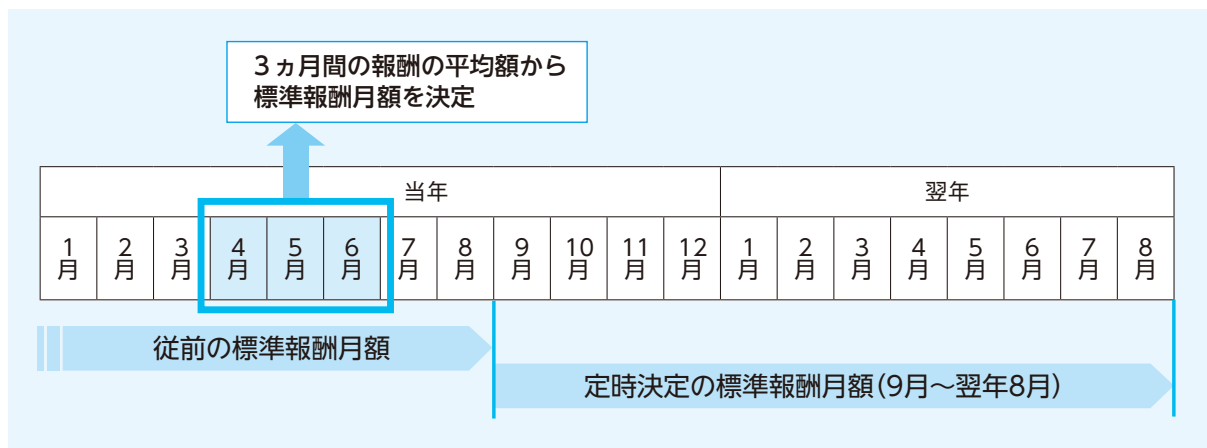 3ヵ月間の報酬の平均額から
標準報酬月額を決定
当年 翌年
1月 2月 3月 4月 5月 6月 7月 8月 9月 10月 11月 12月 1月 2月 3月 4月 5月 6月 7月 8月
従前の標準報酬月額
定時決定の標準報酬月額(9月～翌年8月)